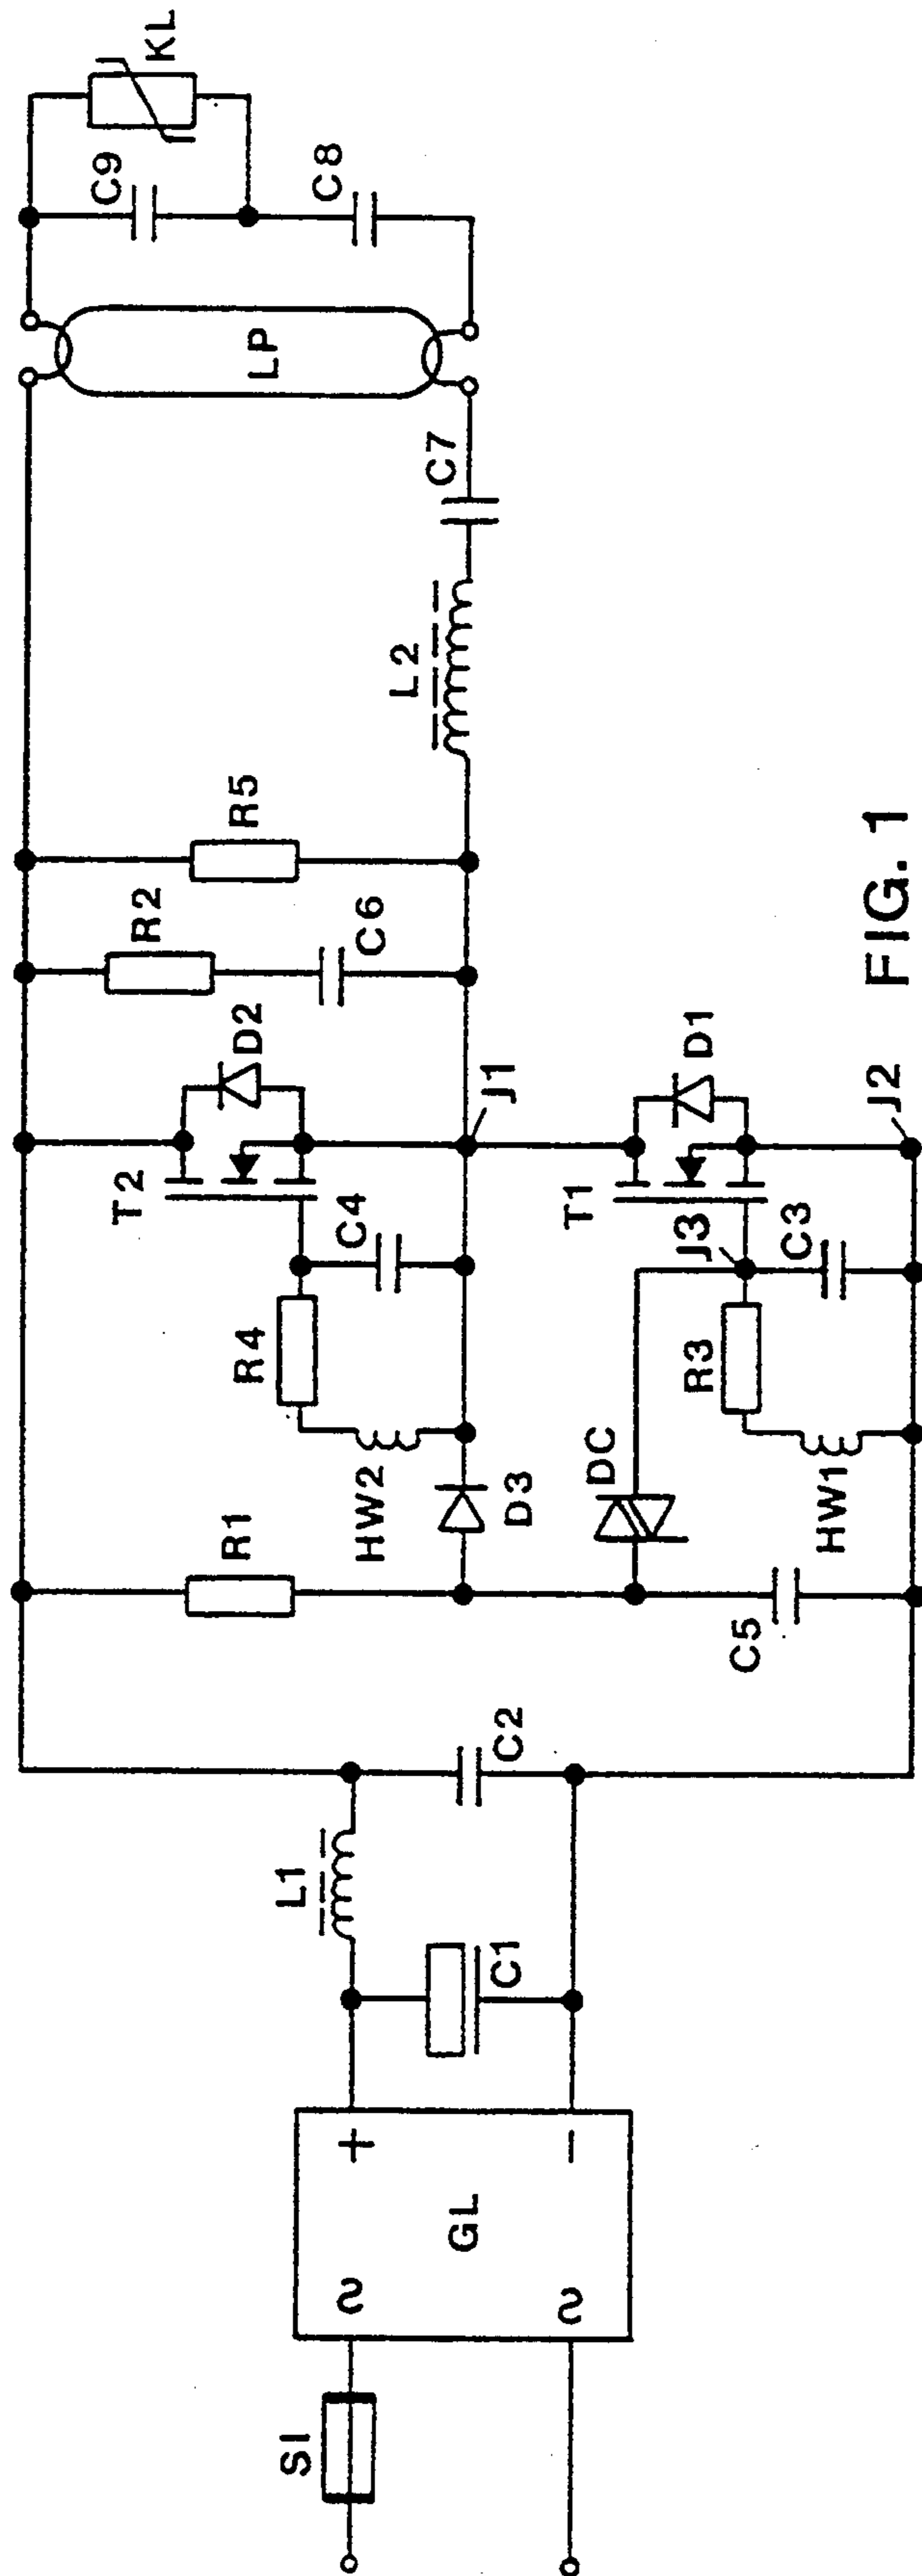 SI
~
~
GL
+
−
C1
L1
C2
R1
C5
D3
HW2
R4
C4
T2
D2
DC
HW1
R3
C3
J3
T1
D1
J1
J2
R2
C6
R5
L2
C7
LP
C9
C8
KL
FIG. 1